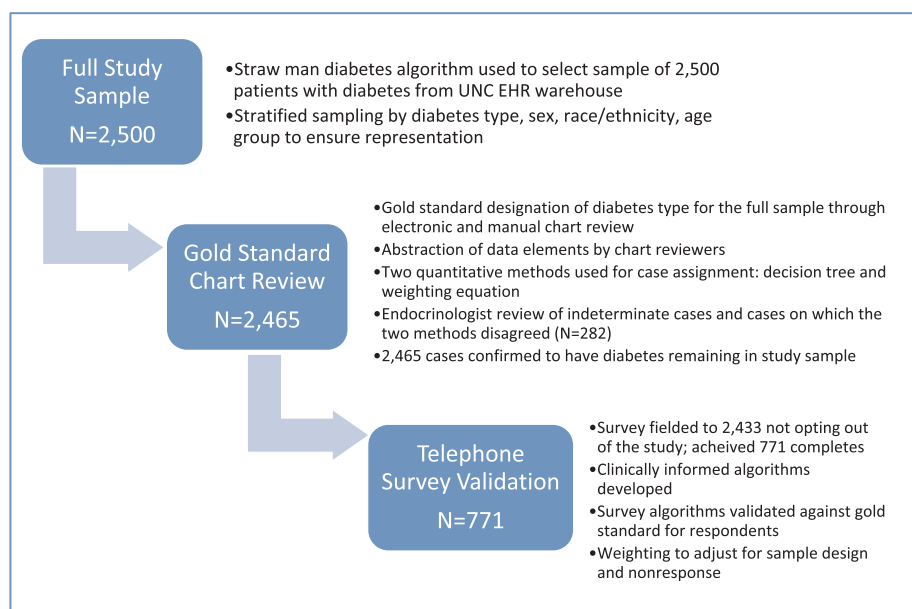 Full Study
Sample
N=2,500
•Straw man diabetes algorithm used to select sample of 2,500
patients with diabetes from UNC EHR warehouse
•Stratified sampling by diabetes type, sex, race/ethnicity, age
group to ensure representation
Gold Standard
Chart Review
N=2,465
•Gold standard designation of diabetes type for the full sample through
electronic and manual chart review
•Abstraction of data elements by chart reviewers
•Two quantitative methods used for case assignment: decision tree and
weighting equation
•Endocrinologist review of indeterminate cases and cases on which the
two methods disagreed (N=282)
•2,465 cases confirmed to have diabetes remaining in study sample
Telephone
Survey Validation
N=771
•Survey fielded to 2,433 not opting out
of the study; acheived 771 completes
•Clinically informed algorithms
developed
•Survey algorithms validated against gold
standard for respondents
•Weighting to adjust for sample design
and nonresponse